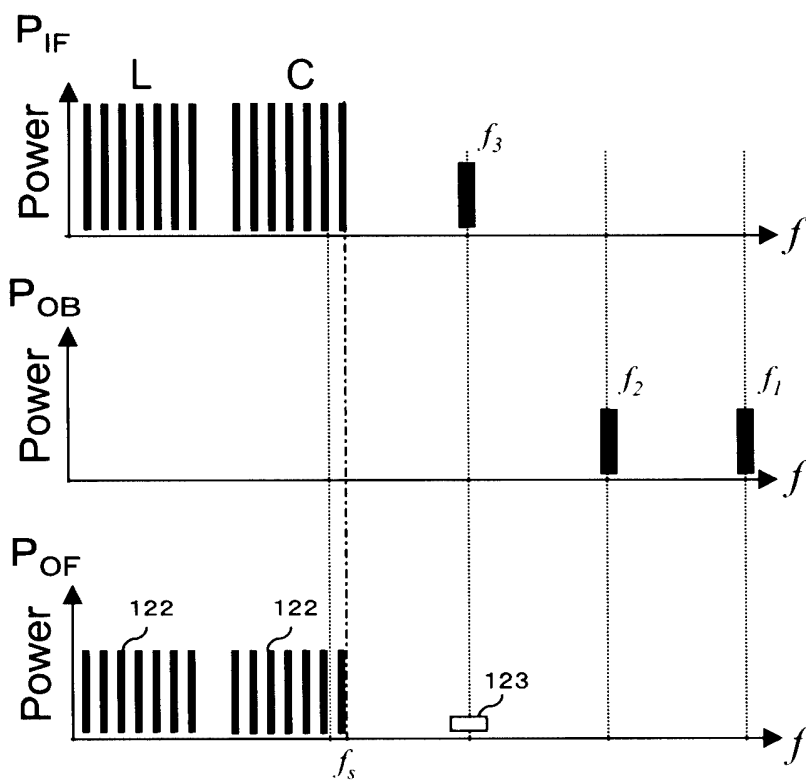 P_IF
L C
Power
f_3
f
P_OB
Power
f_2 f_1
f
P_OF
122 122
Power
123
f
f_s